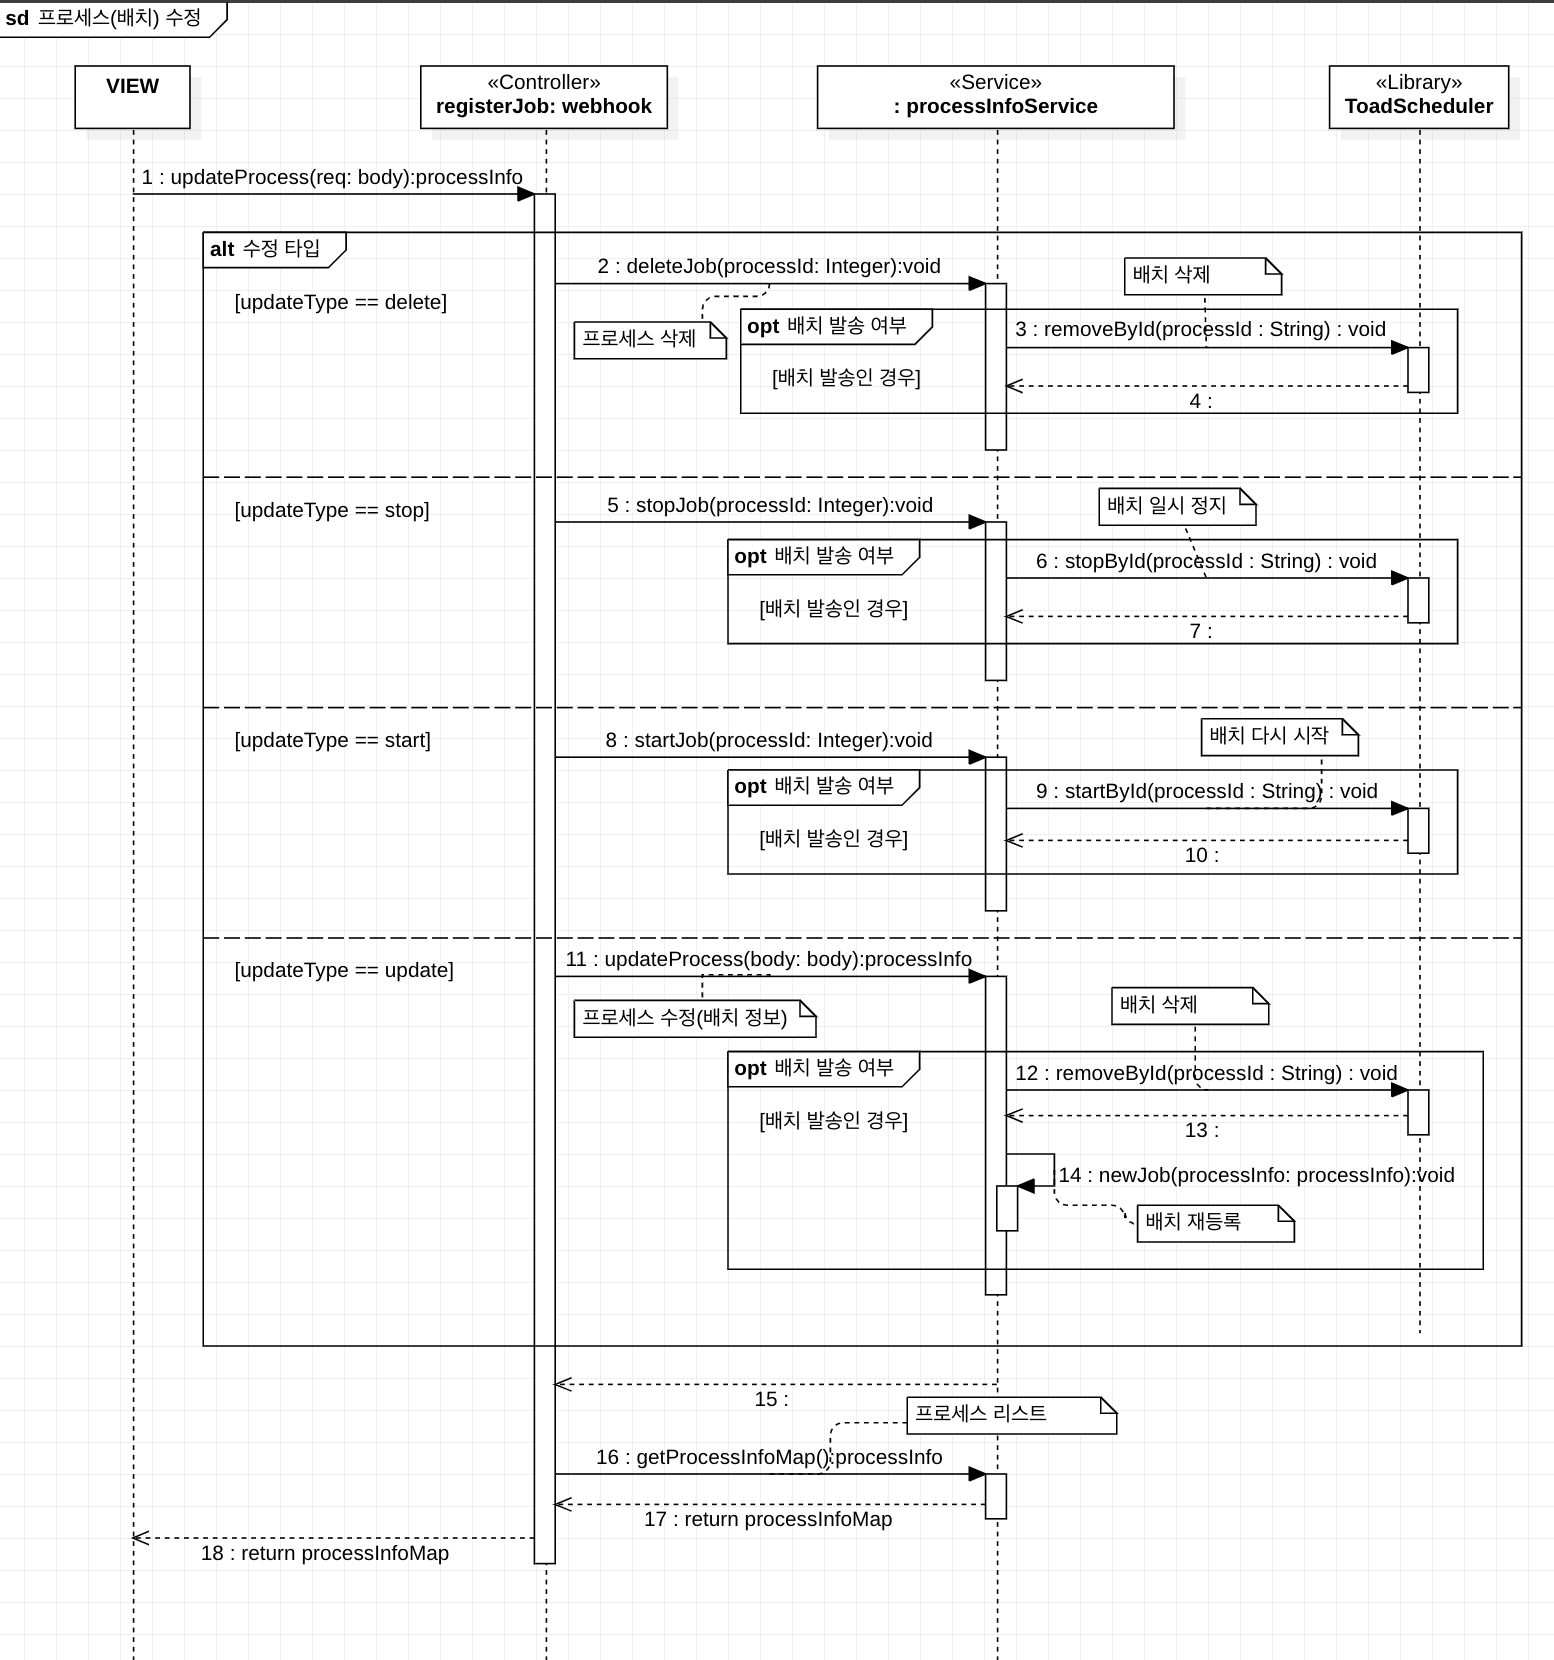 sd 프로세스(배치) 수정
VIEW
«Controller»
registerJob: webhook
«Service»
: processInfoService
«Library»
ToadScheduler
1 : updateProcess(req: body):processInfo
alt 수정 타입
[updateType == delete]
2 : deleteJob(processId: Integer):void
배치 삭제
프로세스 삭제
opt 배치 발송 여부
3 : removeById(processId : String) : void
[배치 발송인 경우]
4 :
[updateType == stop]
5 : stopJob(processId: Integer):void
배치 일시 정지
opt 배치 발송 여부
6 : stopById(processId : String) : void
[배치 발송인 경우]
7 :
[updateType == start]
8 : startJob(processId: Integer):void
배치 다시 시작
opt 배치 발송 여부
9 : startById(processId : String) : void
[배치 발송인 경우]
10 :
[updateType == update]
11 : updateProcess(body: body):processInfo
프로세스 수정(배치 정보)
배치 삭제
opt 배치 발송 여부
12 : removeById(processId : String) : void
[배치 발송인 경우]
13 :
14 : newJob(processInfo: processInfo):void
배치 재등록
15 :
프로세스 리스트
16 : getProcessInfoMap():processInfo
17 : return processInfoMap
18 : return processInfoMap